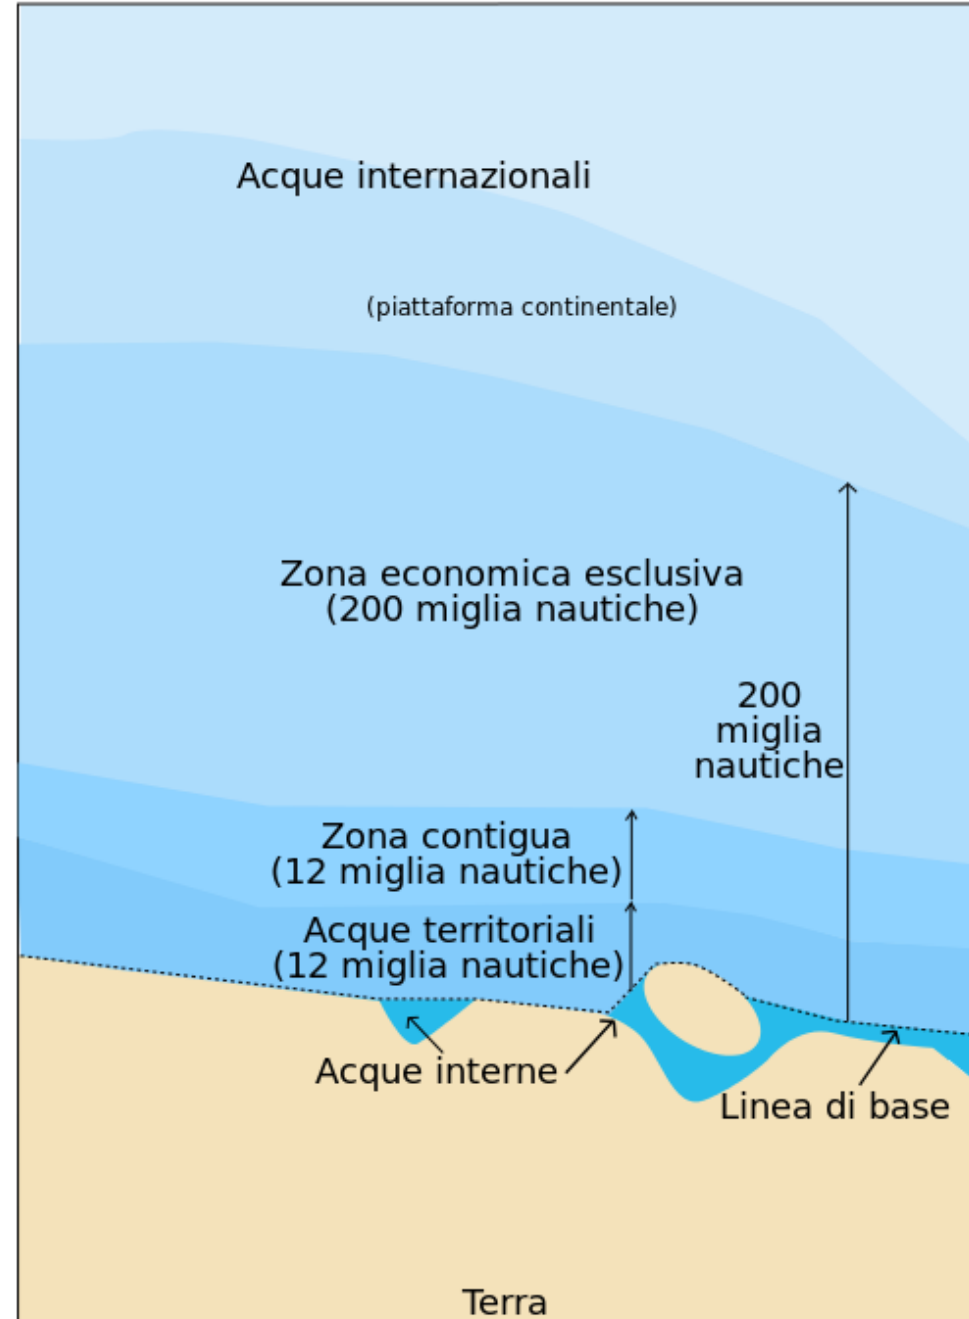 Acque internazionali
(piattaforma continentale)
Zona economica esclusiva
(200 miglia nautiche)
200
miglia
nautiche
Zona contigua
(12 miglia nautiche)
Acque territoriali
(12 miglia nautiche)
Acque interne
Linea di base
Terra